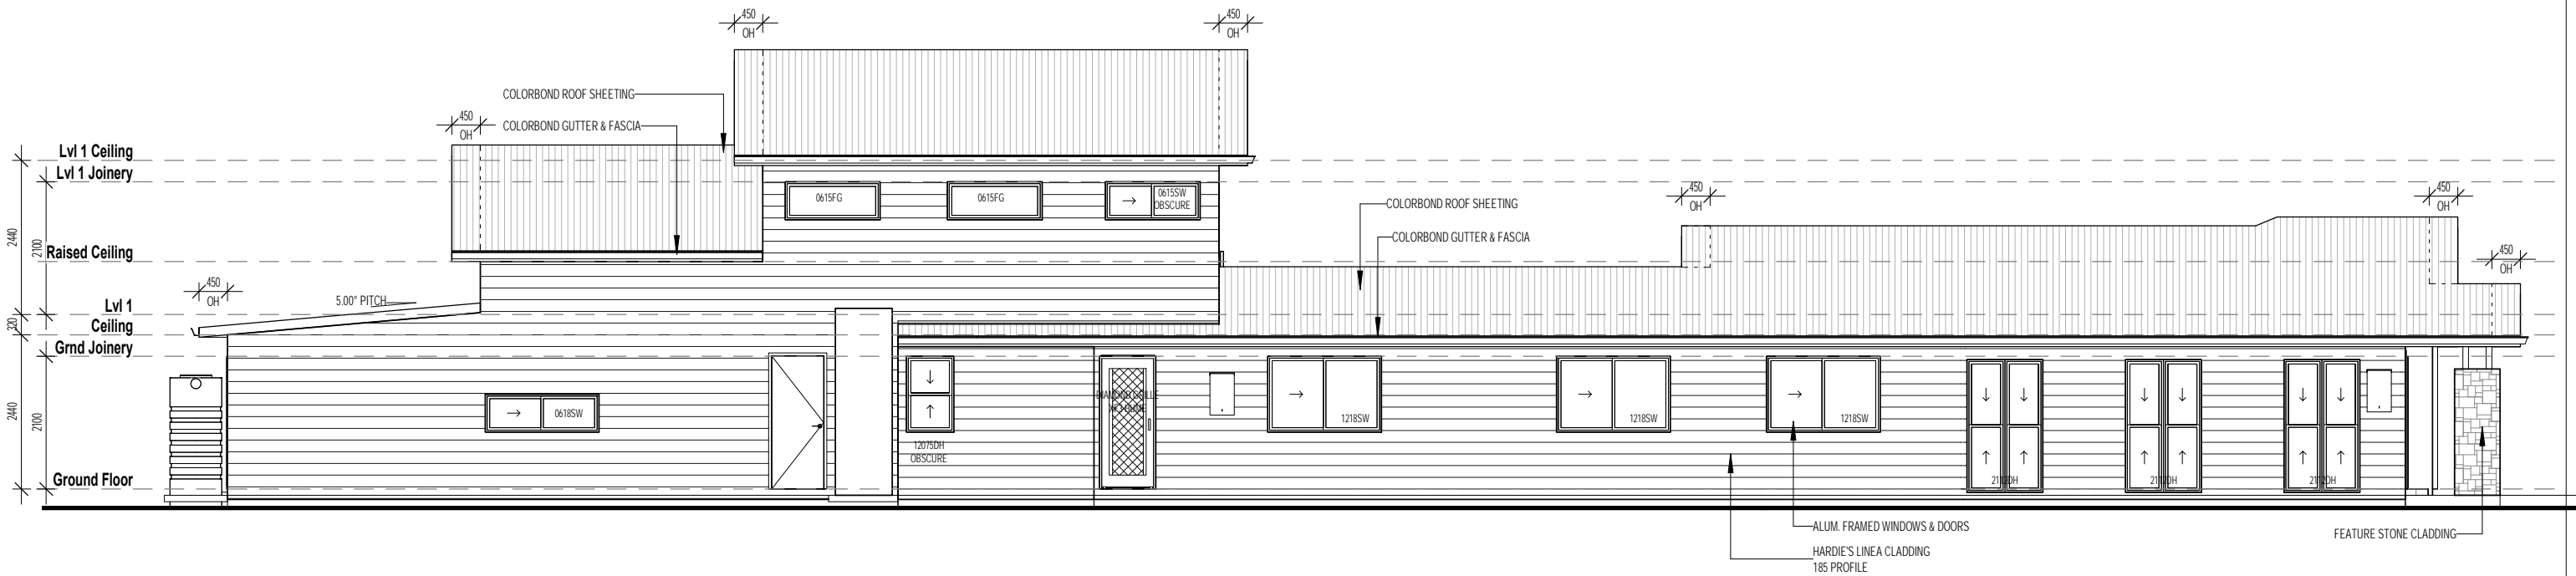 450
OH
450
OH
COLORBOND ROOF SHEETING
450
OH
COLORBOND GUTTER & FASCIA
Lvl 1 Ceiling
Lvl 1 Joinery
0615FG
0615FG
0615SW
OBSCURE
450
OH
450
OH
COLORBOND ROOF SHEETING
COLORBOND GUTTER & FASCIA
2440
2100
Raised Ceiling
450
OH
450
OH
5.00° PITCH
Lvl 1
320
Ceiling
Grnd Joinery
2440
2100
0618SW
12075DH
OBSCURE
1218SW
1218SW
1218SW
Ground Floor
2112DH
2112DH
2112DH
ALUM. FRAMED WINDOWS & DOORS
FEATURE STONE CLADDING
HARDIE'S LINEA CLADDING
185 PROFILE